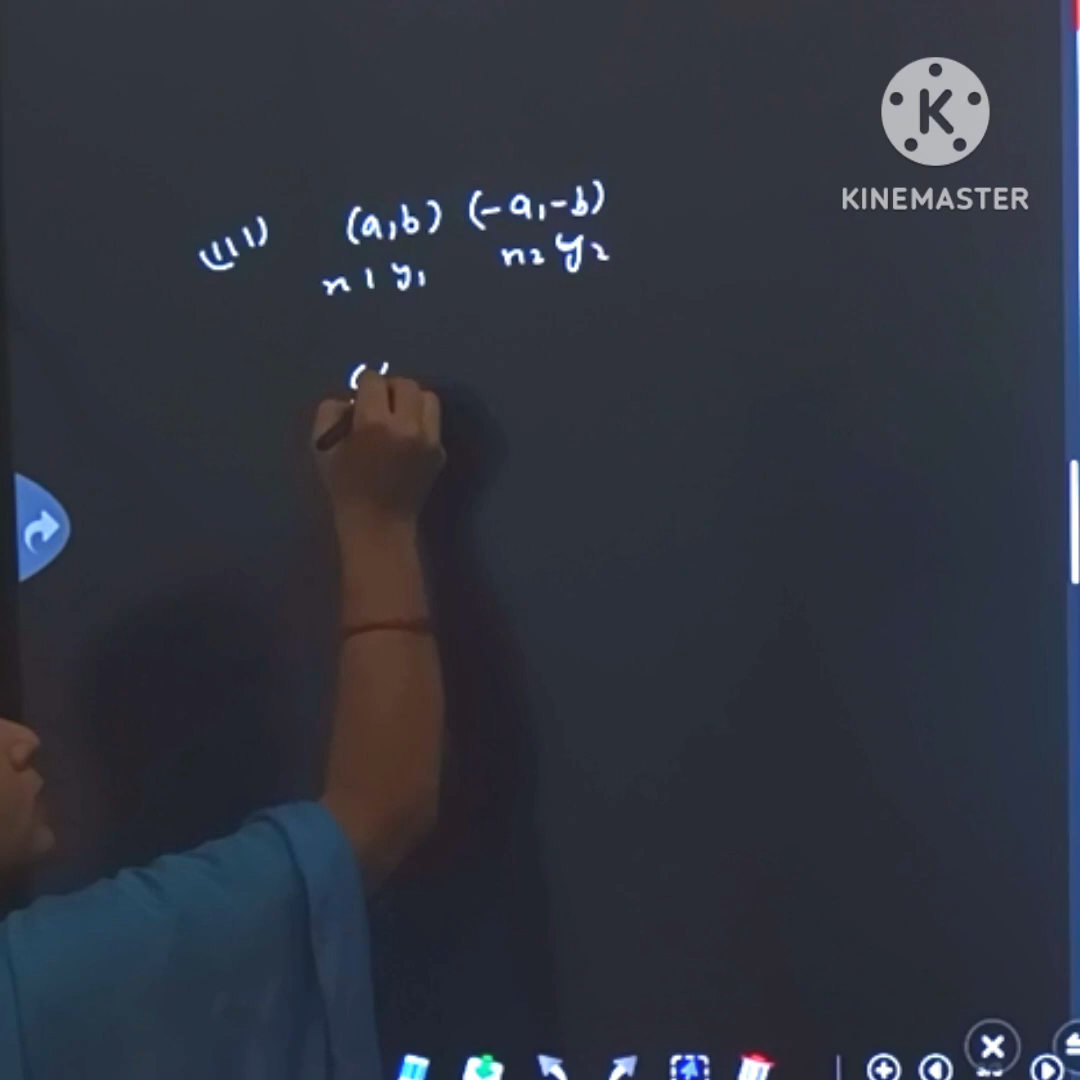 K
KINEMASTER
(III) (a,b) (-a,-b)
x1 y1 x2 y2
(